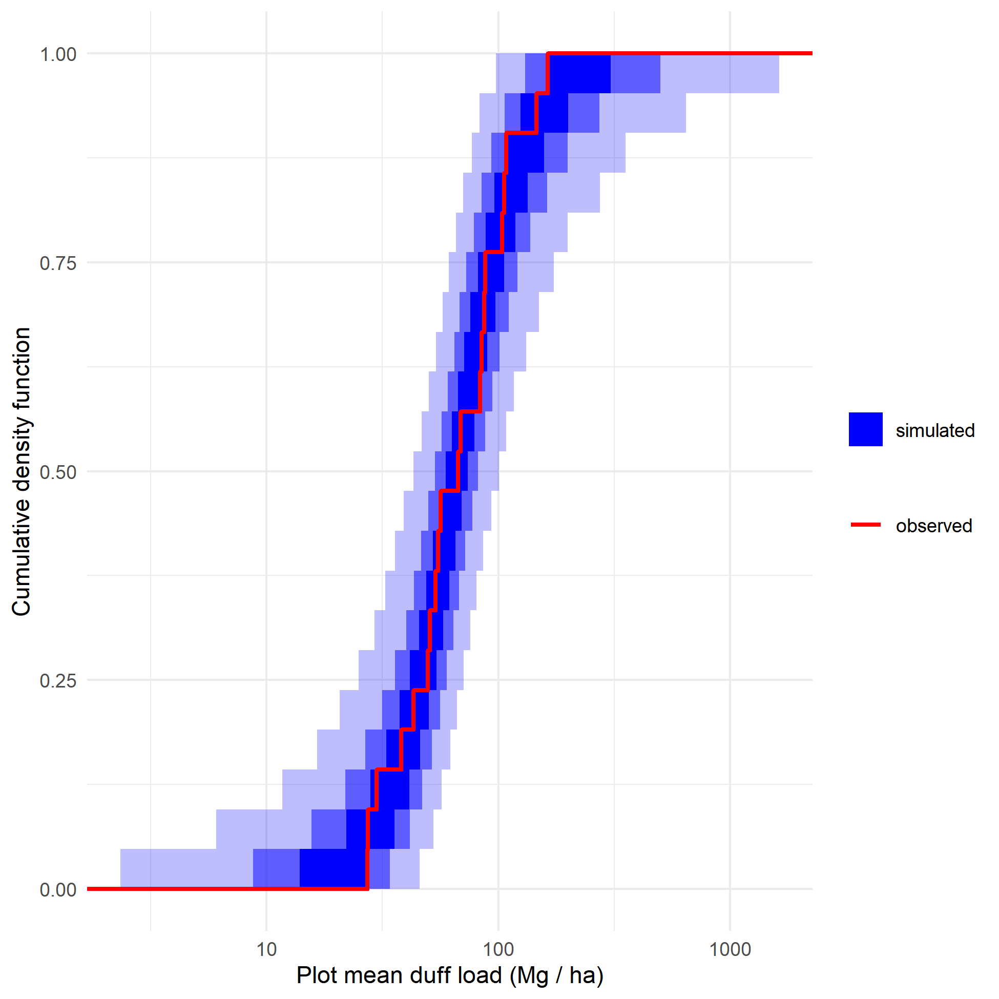 1.00
0.75
0.50
0.25
0.00
Cumulative density function
10
100
1000
Plot mean duff load (Mg / ha)
simulated
observed